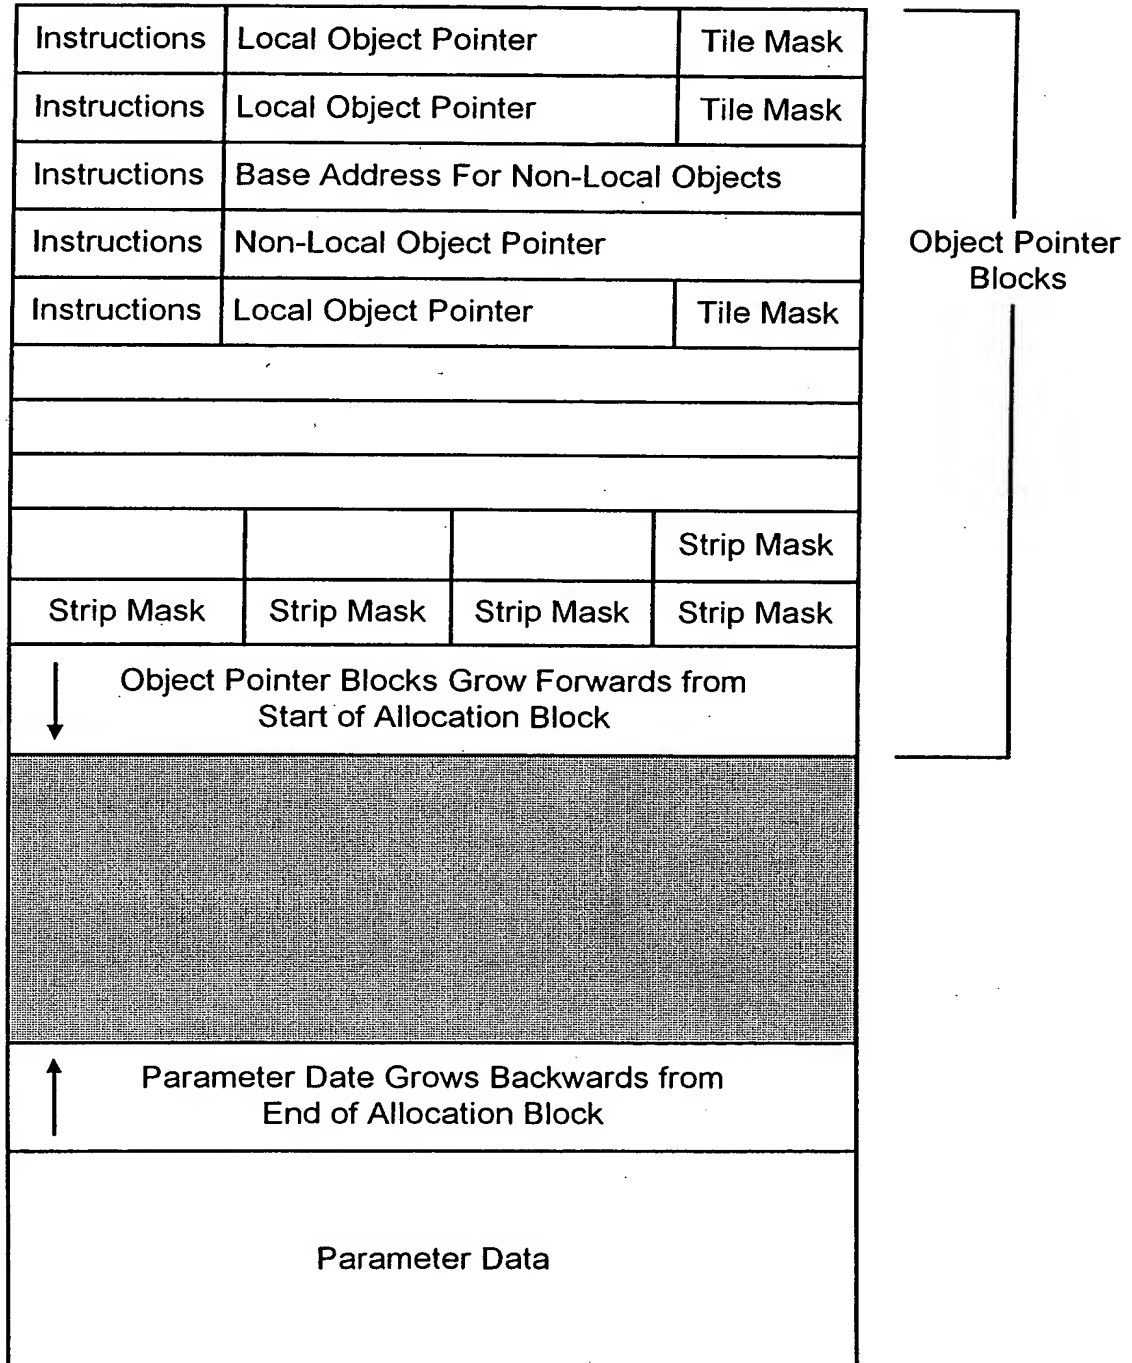 Instructions Local Object Pointer Tile Mask
Instructions Local Object Pointer Tile Mask
Instructions Base Address For Non-Local Objects
Instructions Non-Local Object Pointer
Object Pointer
Blocks
Instructions Local Object Pointer Tile Mask
Strip Mask
Strip Mask Strip Mask Strip Mask Strip Mask
Object Pointer Blocks Grow Forwards from
Start of Allocation Block
Parameter Date Grows Backwards from
End of Allocation Block
Parameter Data